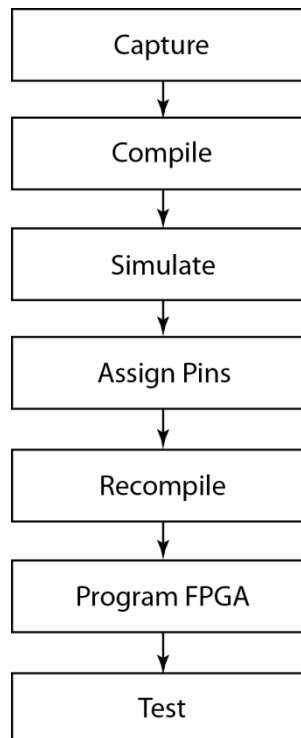 Capture
Compile
Simulate
Assign Pins
Recompile
Program FPGA
Test